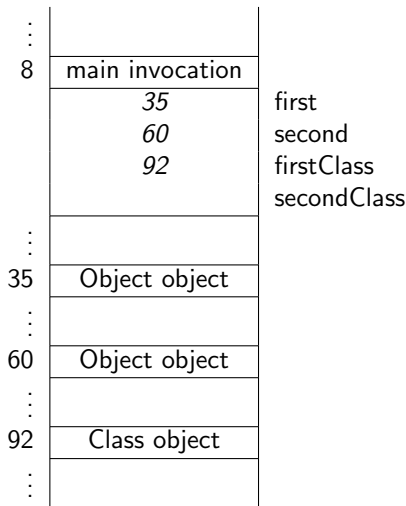 ⋮
8 main invocation
35 first
60 second
92 firstClass
secondClass
⋮
35 Object object
⋮
60 Object object
⋮
92 Class object
⋮